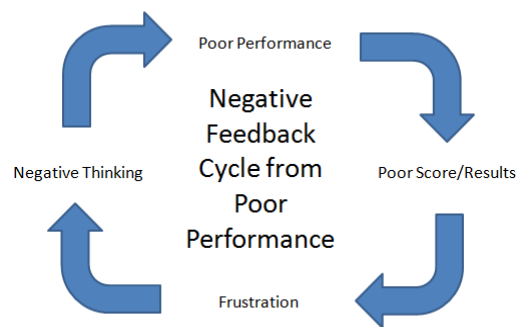 Poor Performance
Negative
Feedback
Cycle from
Poor
Performance
Negative Thinking
Poor Score/Results
Frustration